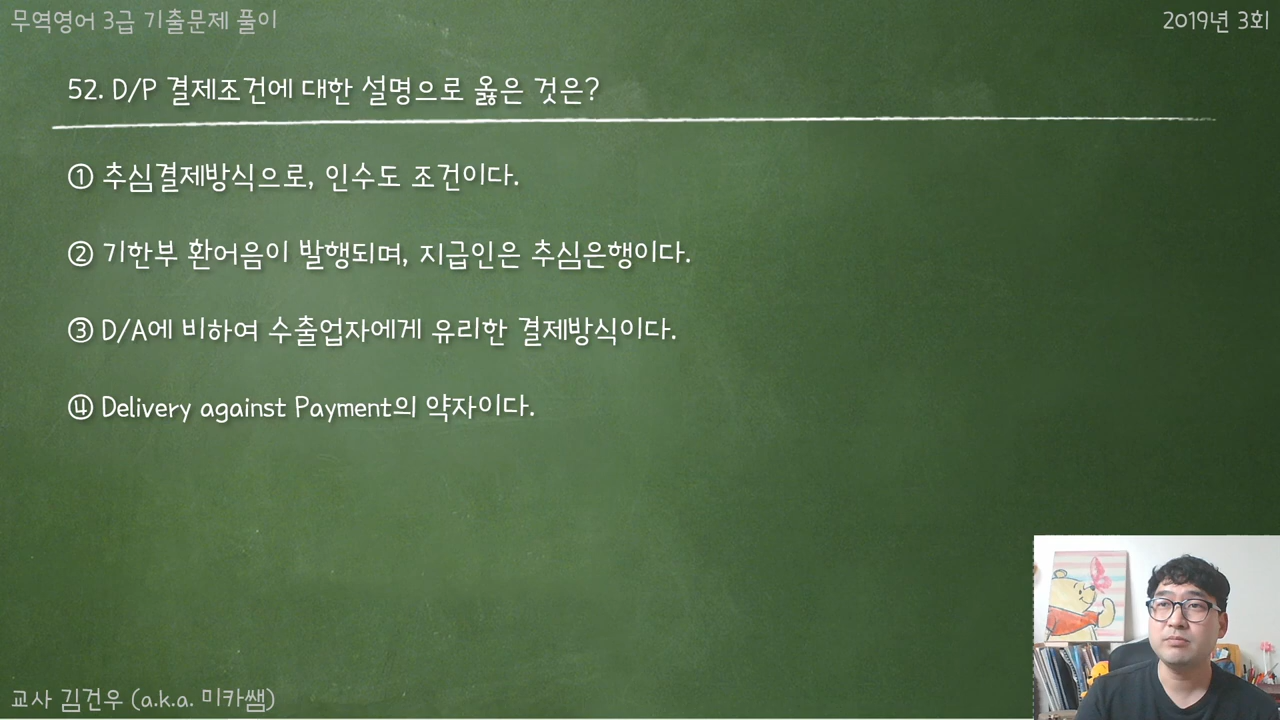 무역영어 3급 기출문제 풀이
2019년 3회
52. D/P 결제조건에 대한 설명으로 옳은 것은?
① 추심결제방식으로, 인수도 조건이다.
② 기한부 환어음이 발행되며, 지급인은 추심은행이다.
③ D/A에 비하여 수출업자에게 유리한 결제방식이다.
④ Delivery against Payment의 약자이다.
교사 김건우 (a.k.a. 미카쌤)